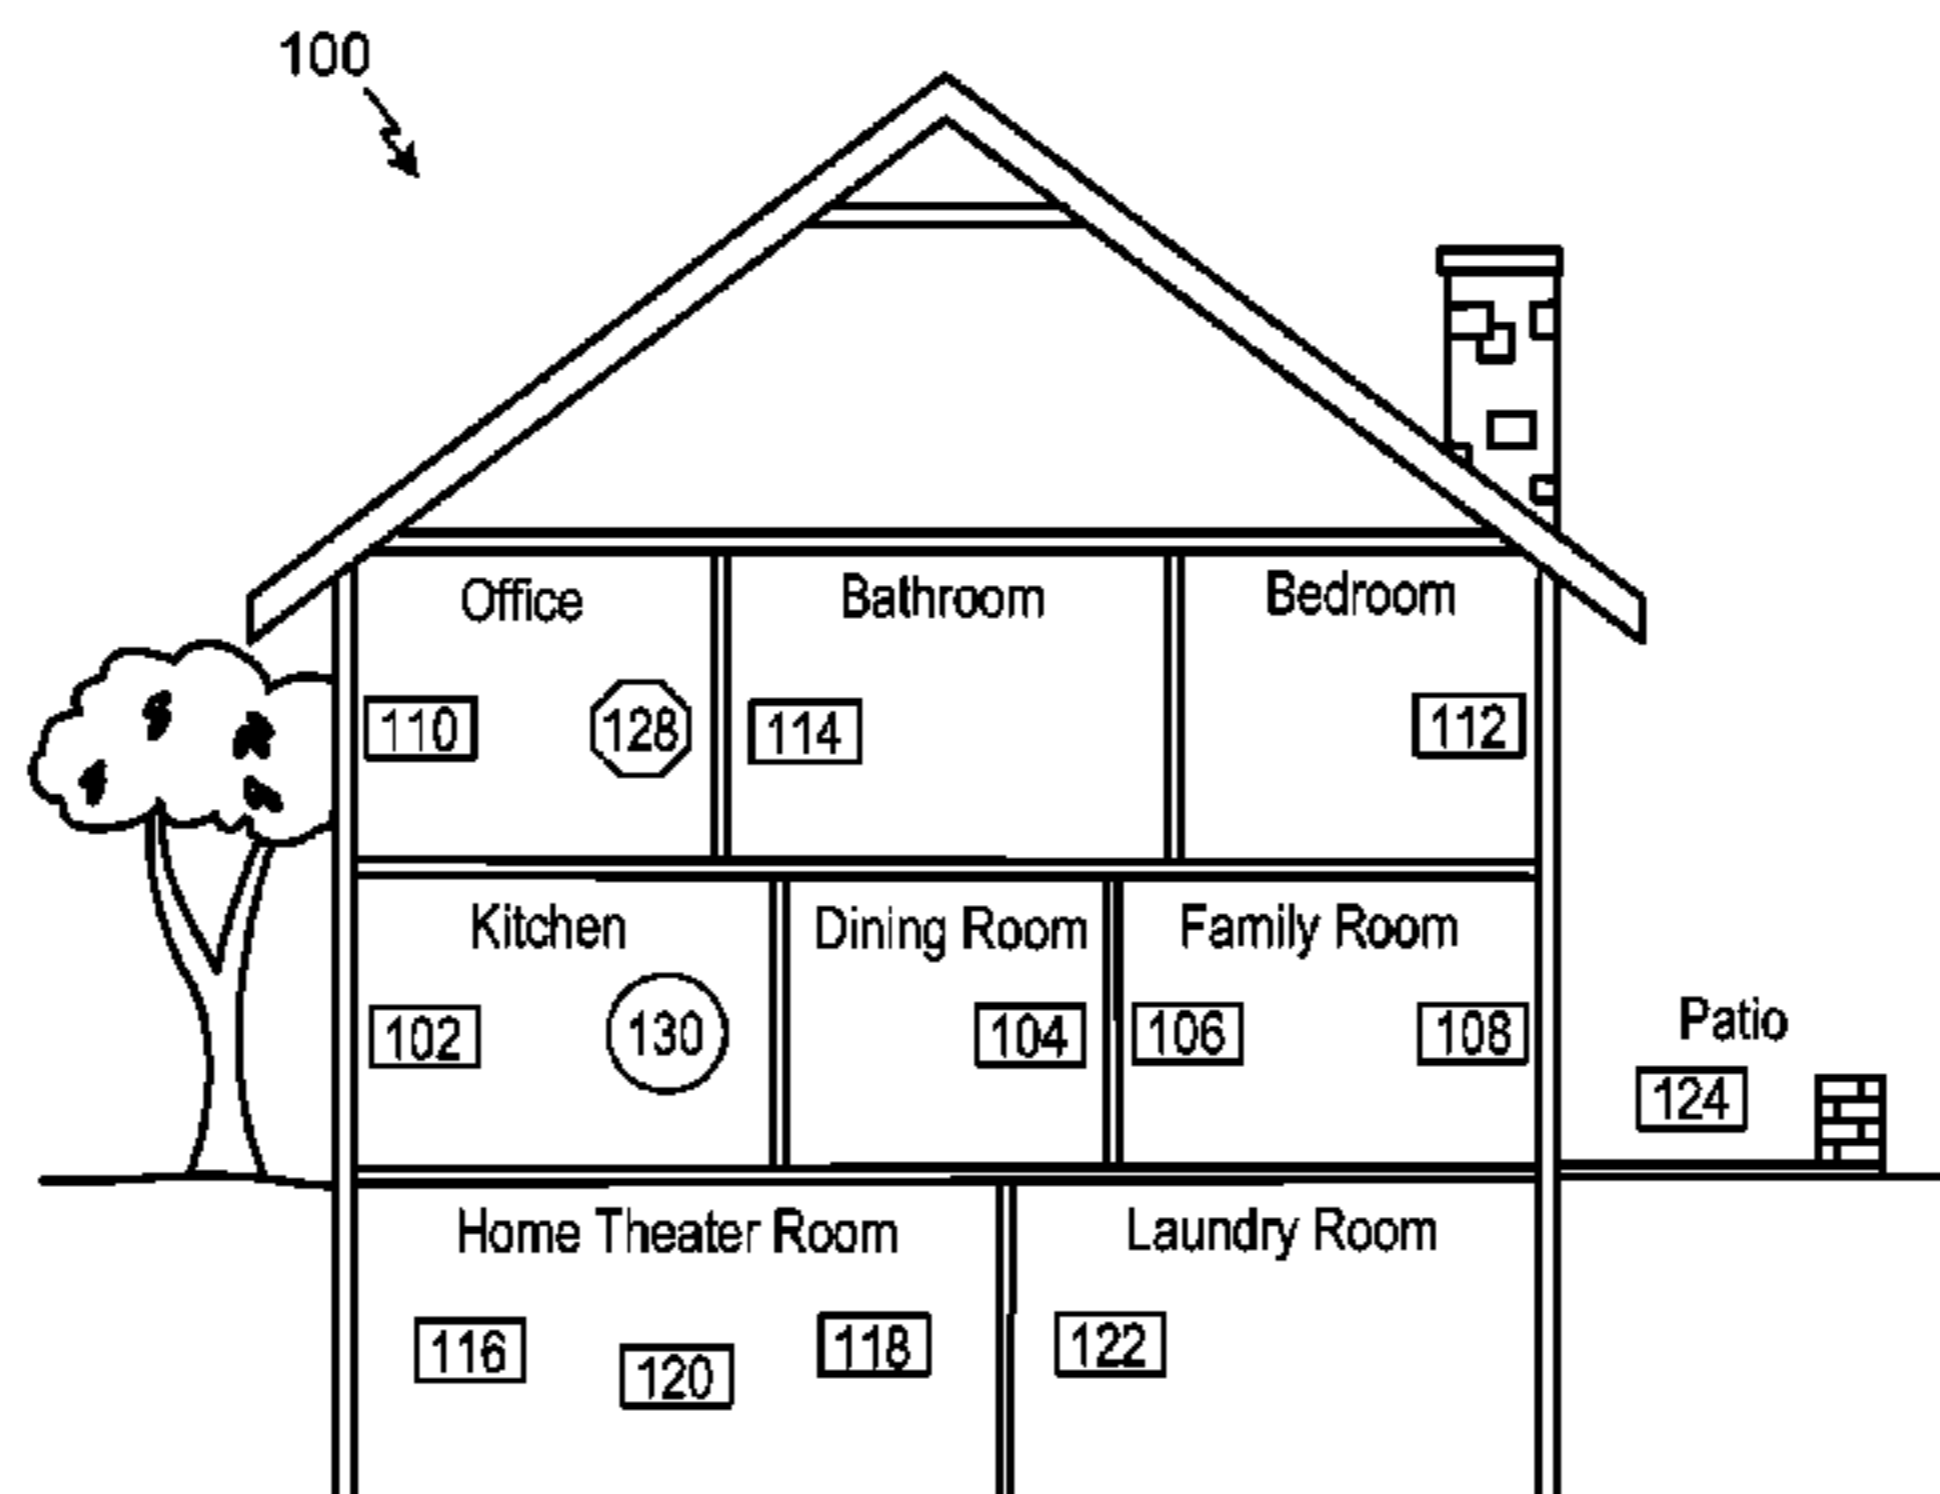 100
Office Bathroom Bedroom
110 128 114 112
Kitchen Dining Room Family Room
102 130 104 106 108
Patio
124
Home Theater Room Laundry Room
116 120 118 122